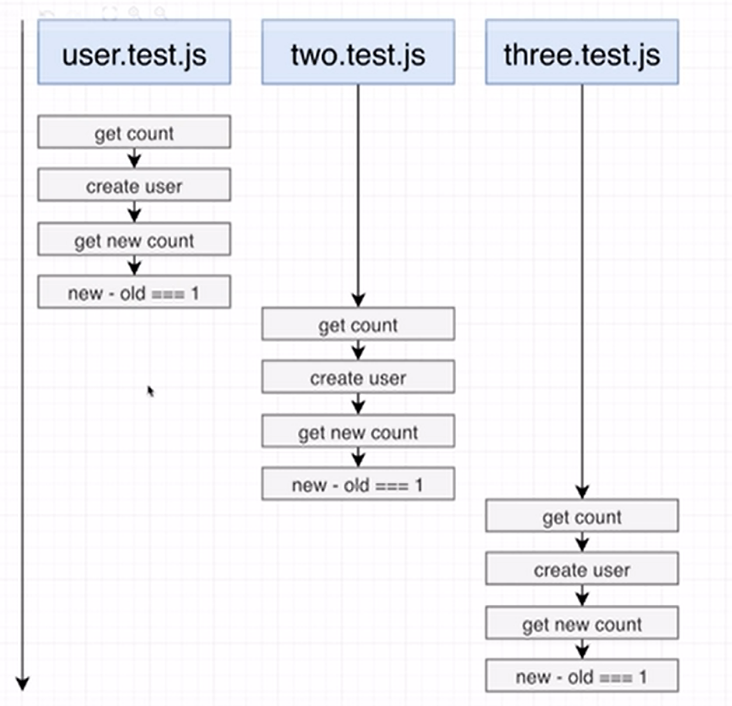 user.test.js
two.test.js
three.test.js
get count
create user
get new count
new - old === 1
get count
create user
get new count
new - old === 1
get count
create user
get new count
new - old === 1